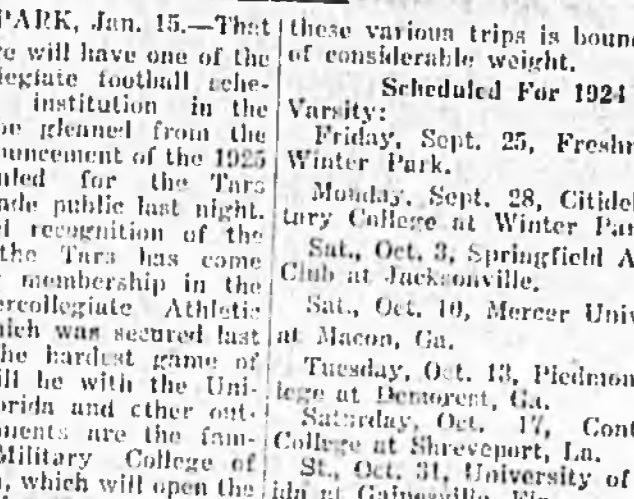 PARK, Jan. 15.—That
re will have one of the
legiate football sche-
institution in the
be gleaned from the
ouncement of the 1925
uled for the Tars
ade public last night.
l recognition of the
the Tars has come
membership in the
ercollegiate Athletic
hich was secured last
he hardest game of
ill be with the Uni-
orida and other out-
nents are the fam-
Military College of
, which will open the
these various trips is boun
of considerable weight.
Scheduled For 1924
Varsity:
Friday, Sept. 25, Freshm
Winter Park.
Monday, Sept. 28, Citidel
tary College at Winter Par
Sat., Oct. 3, Springfield A
Club at Jacksonville.
Sat., Oct. 10, Mercer Univ
at Macon, Ga.
Tuesday, Oct. 13, Piedmon
lege at Demorest, Ga.
Saturday, Oct. 17, Cent
College at Shreveport, La.
St., Oct. 31, University of
ida at Gainesville, Fla.